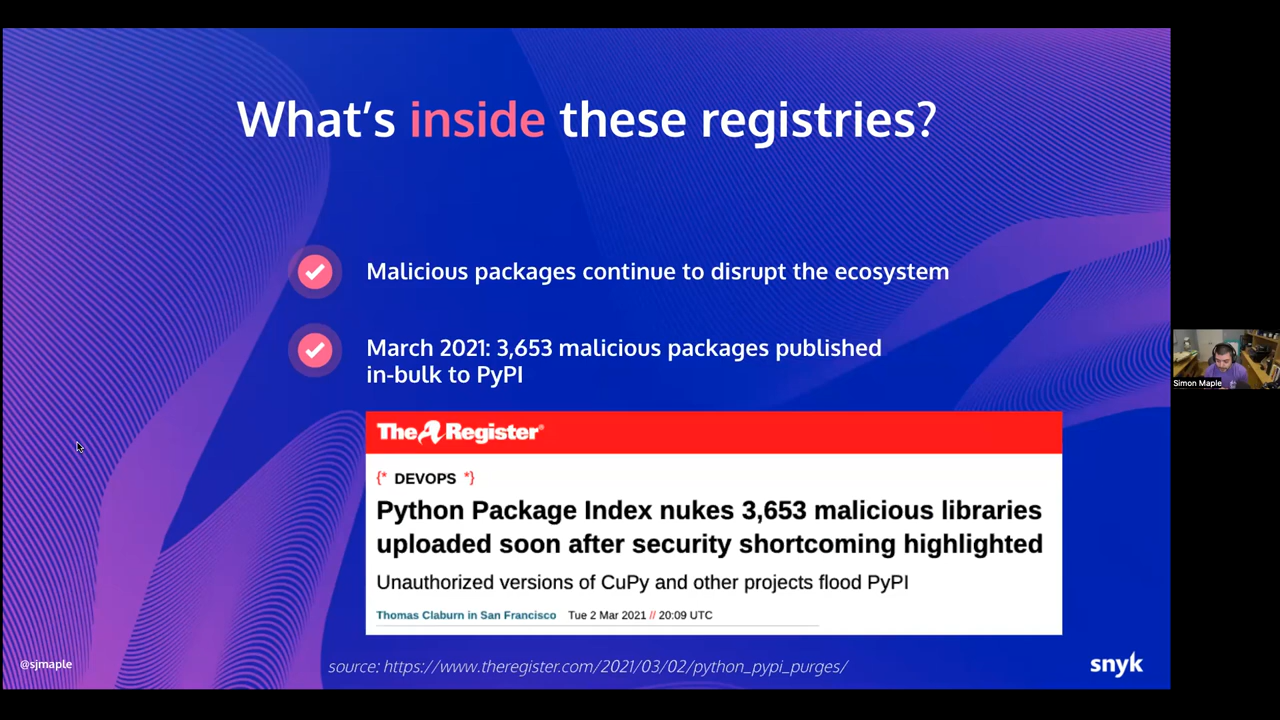 What's inside these registries?
Malicious packages continue to disrupt the ecosystem
March 2021: 3,653 malicious packages published
in-bulk to PyPI
The Register®
{* DEVOPS *}
Python Package Index nukes 3,653 malicious libraries
uploaded soon after security shortcoming highlighted
Unauthorized versions of CuPy and other projects flood PyPI
Thomas Claburn in San Francisco Tue 2 Mar 2021 // 20:09 UTC
@sjmaple
source: https://www.theregister.com/2021/03/02/python_pypi_purges/
snyk
Simon Maple